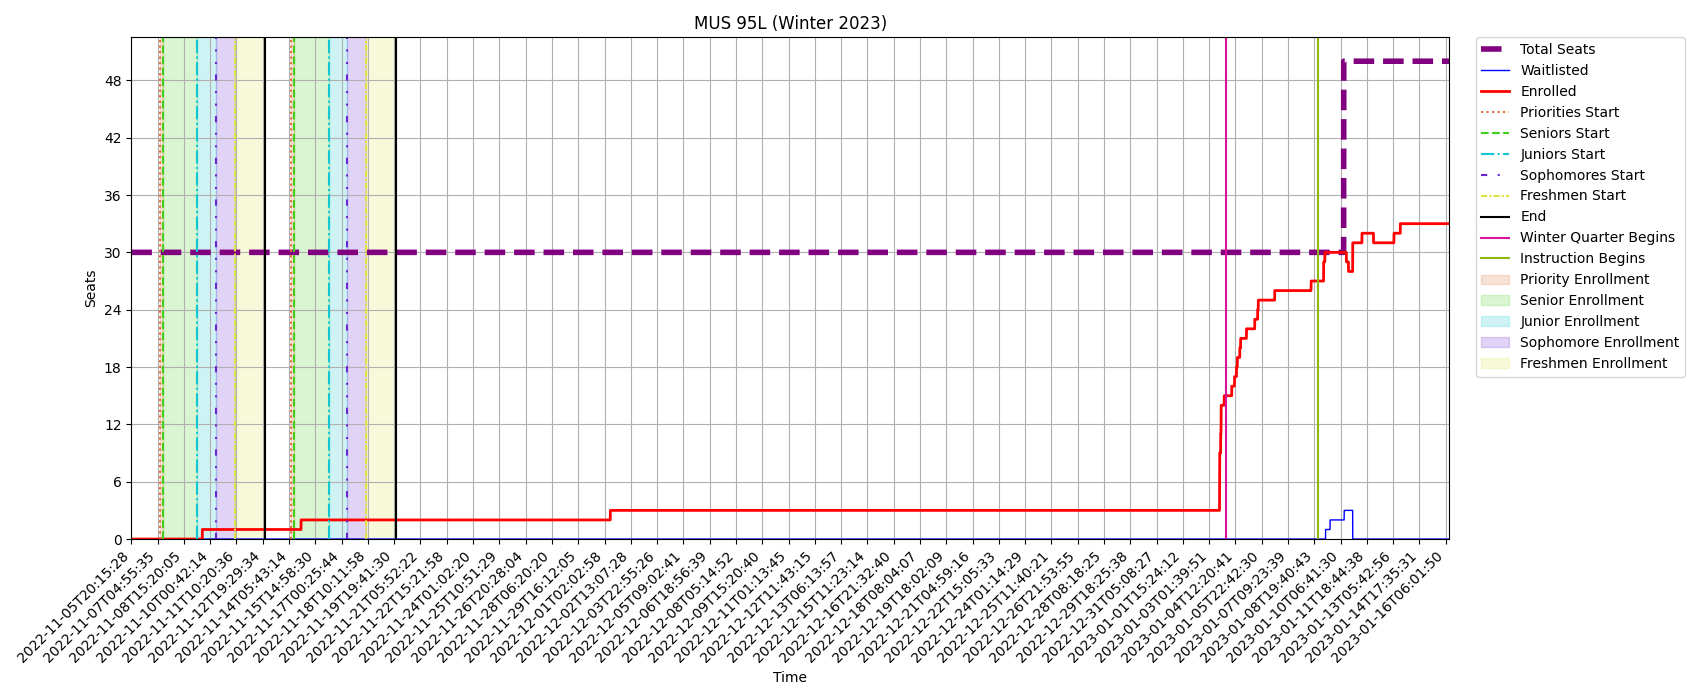 MUS 95L (Winter 2023)
48
42
36
30
24
18
12
6
0
Seats
2022-11-05T20:15:28
2022-11-07T04:55:35
2022-11-08T15:20:05
2022-11-10T00:42:14
2022-11-11T10:20:36
2022-11-12T19:29:34
2022-11-14T05:43:14
2022-11-15T14:58:30
2022-11-17T00:25:44
2022-11-18T10:11:58
2022-11-19T19:41:30
2022-11-21T05:52:22
2022-11-22T15:21:58
2022-11-24T01:02:20
2022-11-25T10:51:29
2022-11-26T20:28:04
2022-11-28T06:20:20
2022-11-29T16:12:05
2022-12-01T02:02:58
2022-12-02T13:07:28
2022-12-03T22:55:26
2022-12-05T09:02:41
2022-12-06T18:56:39
2022-12-08T05:14:52
2022-12-09T15:20:40
2022-12-11T01:13:45
2022-12-12T11:43:15
2022-12-13T16:13:57
2022-12-15T11:23:14
2022-12-16T21:32:40
2022-12-18T08:04:07
2022-12-19T18:02:09
2022-12-21T04:59:16
2022-12-22T15:05:33
2022-12-24T01:14:29
2022-12-25T11:40:21
2022-12-26T21:53:55
2022-12-28T08:18:25
2022-12-29T18:25:38
2022-12-31T05:08:27
2023-01-01T15:24:12
2023-01-03T01:39:51
2023-01-04T12:20:41
2023-01-05T22:42:30
2023-01-07T09:23:39
2023-01-08T19:40:43
2023-01-10T06:41:30
2023-01-11T18:44:38
2023-01-13T05:42:56
2023-01-14T17:35:31
2023-01-16T06:01:50
Time
Total Seats
Waitlisted
Enrolled
Priorities Start
Seniors Start
Juniors Start
Sophomores Start
Freshmen Start
End
Winter Quarter Begins
Instruction Begins
Priority Enrollment
Senior Enrollment
Junior Enrollment
Sophomore Enrollment
Freshmen Enrollment